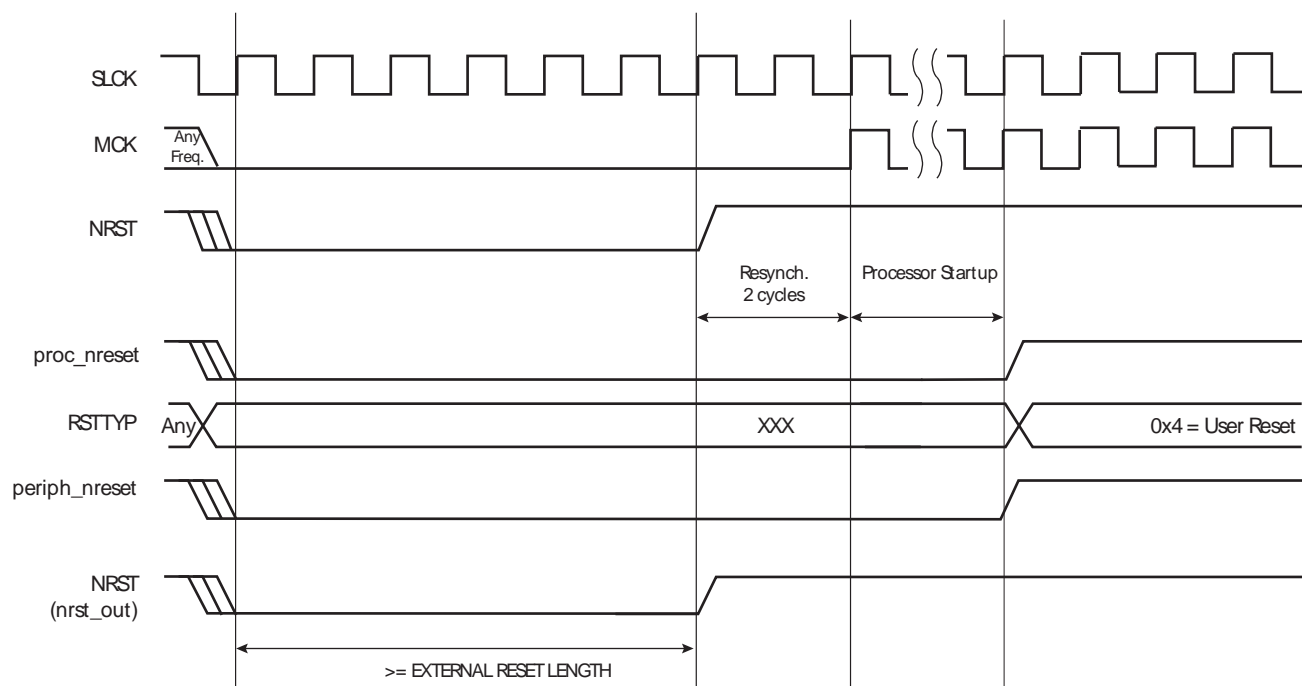 SLCK
MCK
Any
Freq.
NRST
Resynch.
2 cycles
Processor Startup
proc_nreset
RSTTYP
Any
XXX
0x4 = User Reset
periph_nreset
NRST
(nrst_out)
>= EXTERNAL RESET LENGTH